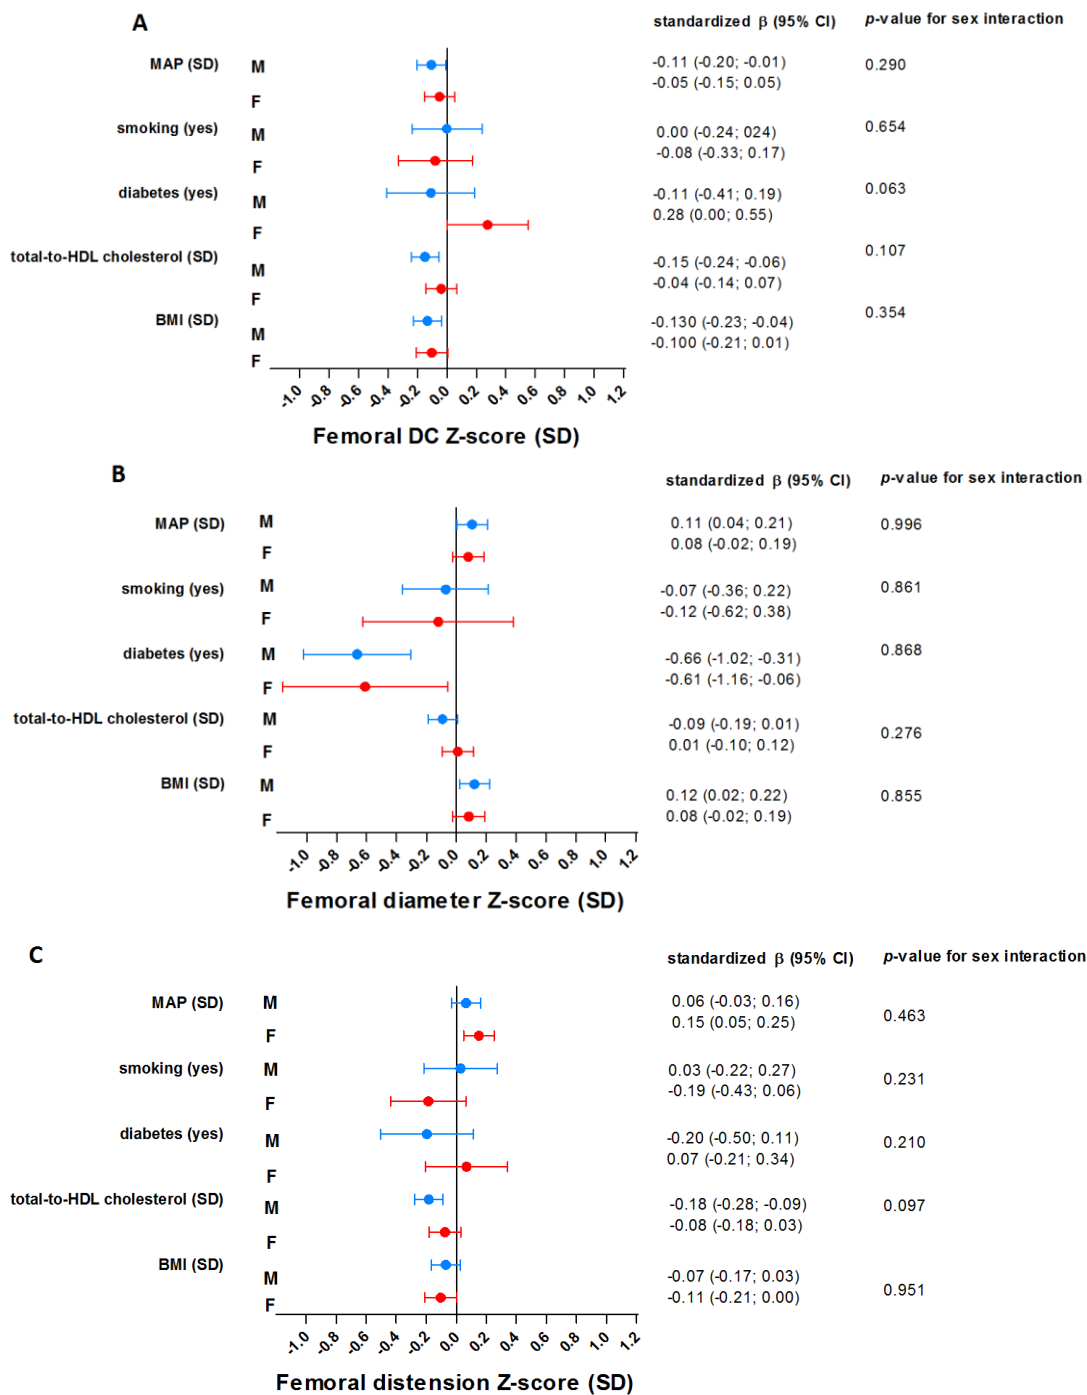 A
standardized β (95% CI) p-value for sex interaction
MAP (SD) M -0.11 (-0.20; -0.01) 0.290
F -0.05 (-0.15; 0.05)
smoking (yes) M 0.00 (-0.24; 024) 0.654
F -0.08 (-0.33; 0.17)
diabetes (yes) M -0.11 (-0.41; 0.19) 0.063
F 0.28 (0.00; 0.55)
total-to-HDL cholesterol (SD) M -0.15 (-0.24; -0.06) 0.107
F -0.04 (-0.14; 0.07)
BMI (SD) M -0.130 (-0.23; -0.04) 0.354
F -0.100 (-0.21; 0.01)
-1.0 -0.8 -0.6 -0.4 -0.2 0.0 0.2 0.4 0.6 0.8 1.0 1.2
Femoral DC Z-score (SD)
B
standardized β (95% CI) p-value for sex interaction
MAP (SD) M 0.11 (0.04; 0.21) 0.996
F 0.08 (-0.02; 0.19)
smoking (yes) M -0.07 (-0.36; 0.22) 0.861
F -0.12 (-0.62; 0.38)
diabetes (yes) M -0.66 (-1.02; -0.31) 0.868
F -0.61 (-1.16; -0.06)
total-to-HDL cholesterol (SD) M -0.09 (-0.19; 0.01) 0.276
F 0.01 (-0.10; 0.12)
BMI (SD) M 0.12 (0.02; 0.22) 0.855
F 0.08 (-0.02; 0.19)
-1.0 -0.8 -0.6 -0.4 -0.2 0.0 0.2 0.4 0.6 0.8 1.0 1.2
Femoral diameter Z-score (SD)
C
standardized β (95% CI) p-value for sex interaction
MAP (SD) M 0.06 (-0.03; 0.16) 0.463
F 0.15 (0.05; 0.25)
smoking (yes) M 0.03 (-0.22; 0.27) 0.231
F -0.19 (-0.43; 0.06)
diabetes (yes) M -0.20 (-0.50; 0.11) 0.210
F 0.07 (-0.21; 0.34)
total-to-HDL cholesterol (SD) M -0.18 (-0.28; -0.09) 0.097
F -0.08 (-0.18; 0.03)
BMI (SD) M -0.07 (-0.17; 0.03) 0.951
F -0.11 (-0.21; 0.00)
-1.0 -0.8 -0.6 -0.4 -0.2 0.0 0.2 0.4 0.6 0.8 1.0 1.2
Femoral distension Z-score (SD)